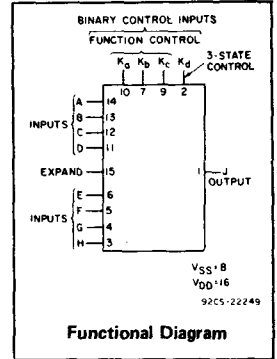 BINARY CONTROL INPUTS
FUNCTION CONTROL
Ka Kb Kc Kd
3-STATE
CONTROL
10 7 9 2
A 14
B 13
INPUTS
C 12
D 11
EXPAND 15
1 J
OUTPUT
E 6
INPUTS
F 5
G 4
H 3
VSS=8
VDD=16
92CS-22249
Functional Diagram